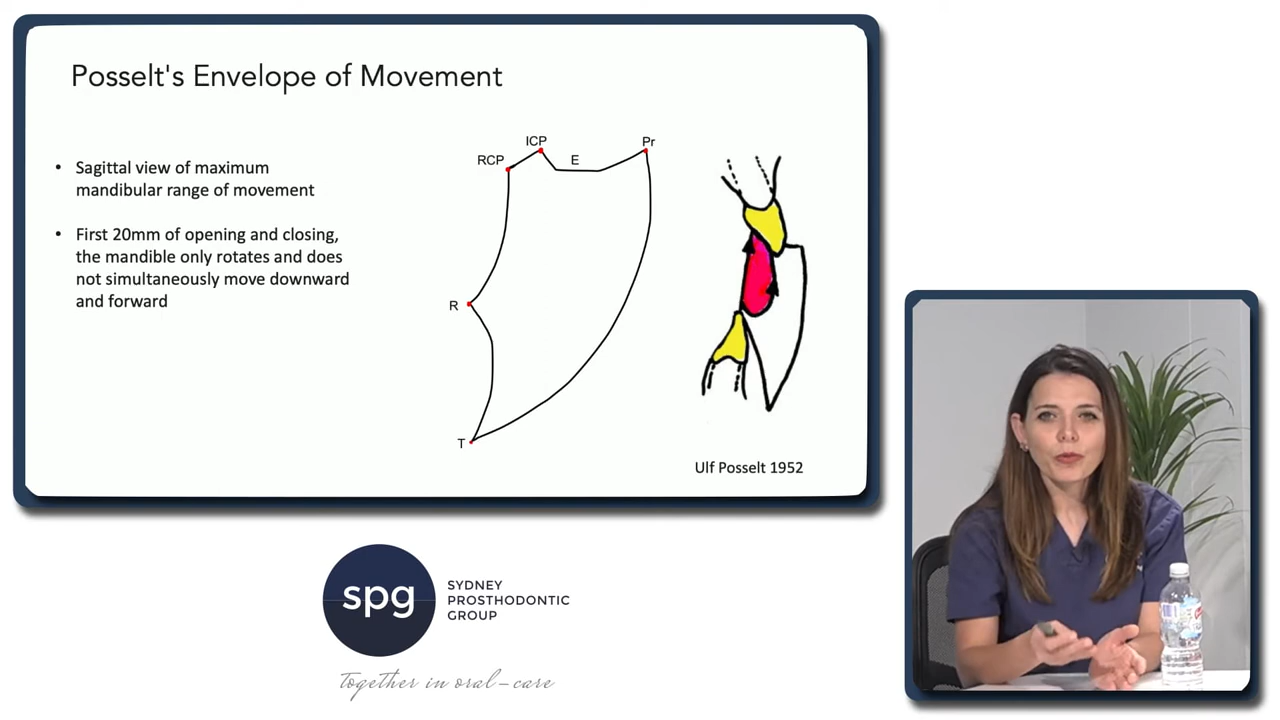 Posselt's Envelope of Movement
• Sagittal view of maximum
mandibular range of movement
• First 20mm of opening and closing,
the mandible only rotates and does
not simultaneously move downward
and forward
ICP
Pr
RCP
E
R
T
Ulf Posselt 1952
spg
SYDNEY
PROSTHODONTIC
GROUP
together in oral-care